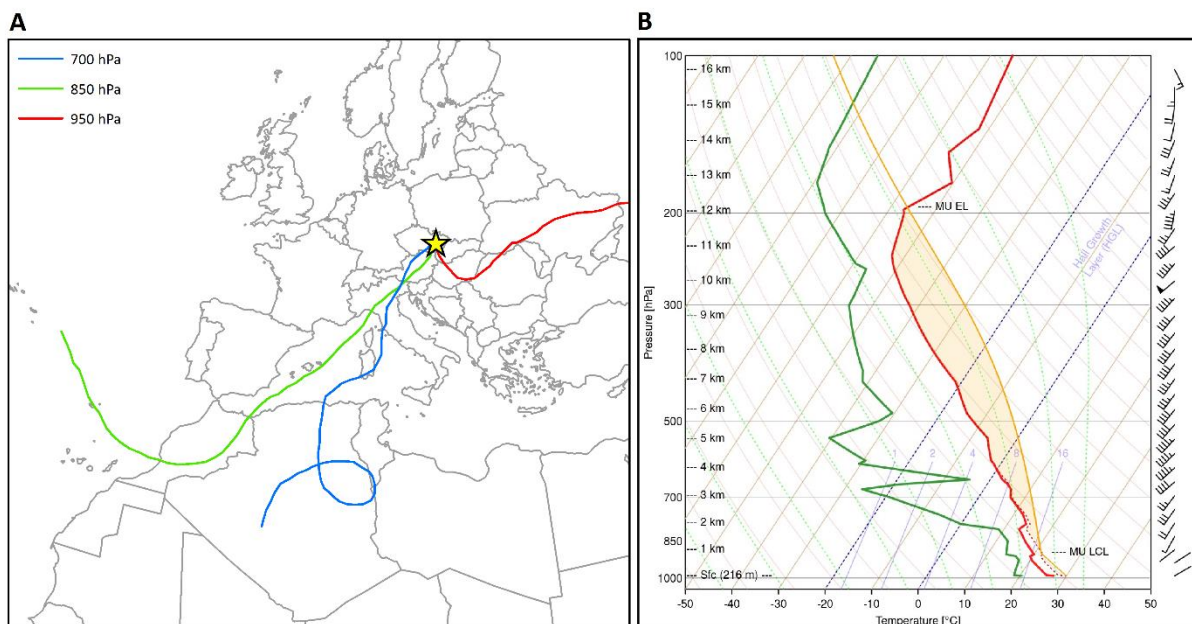 A
700 hPa
850 hPa
950 hPa
B
100
200
300
400
500
700
850
1000
Pressure [hPa]
16 km
15 km
14 km
13 km
12 km
11 km
10 km
9 km
8 km
7 km
6 km
5 km
4 km
3 km
2 km
1 km
Sfc (216 m)
MU EL
Hail Growth
Layer (HGL)
1 2 4 8 16
MU LCL
-50 -40 -30 -20 -10 0 10 20 30 40 50
Temperature [°C]